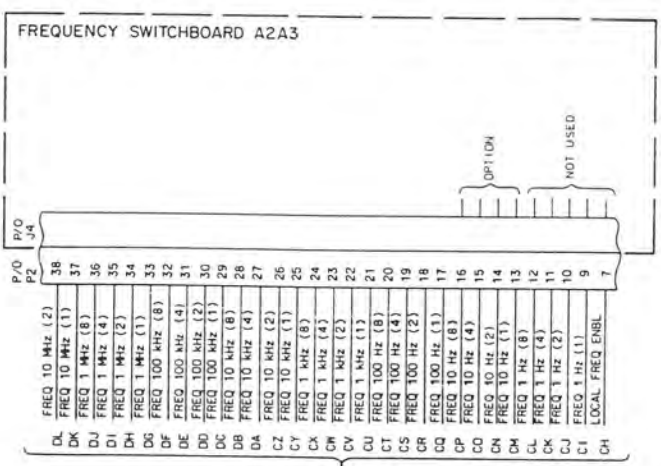 FREQUENCY SWITCHBOARD A2A3
OPTION
NOT USED
P/O J4
P/O P2
38
37
36
35
34
33
32
31
30
29
28
27
26
25
24
23
22
21
20
19
18
17
16
15
14
13
12
11
10
9
7
FREQ 10 MHz (2)
FREQ 10 MHz (1)
FREQ 1 MHz (8)
FREQ 1 MHz (4)
FREQ 1 MHz (2)
FREQ 1 MHz (1)
FREQ 100 kHz (8)
FREQ 100 kHz (4)
FREQ 100 kHz (2)
FREQ 100 kHz (1)
FREQ 10 kHz (8)
FREQ 10 kHz (4)
FREQ 10 kHz (2)
FREQ 10 kHz (1)
FREQ 1 kHz (8)
FREQ 1 kHz (4)
FREQ 1 kHz (2)
FREQ 1 kHz (1)
FREQ 100 Hz (8)
FREQ 100 Hz (4)
FREQ 100 Hz (2)
FREQ 100 Hz (1)
FREQ 10 Hz (8)
FREQ 10 Hz (4)
FREQ 10 Hz (2)
FREQ 10 Hz (1)
FREQ 1 Hz (8)
FREQ 1 Hz (4)
FREQ 1 Hz (2)
FREQ 1 Hz (1)
LOCAL FREQ ENBL
DL
DK
DJ
DI
DH
DG
DF
DE
DD
DC
DB
DA
CZ
CY
CX
CW
CV
CU
CT
CS
CR
CQ
CP
CO
CN
CM
CL
CK
CJ
CI
CH